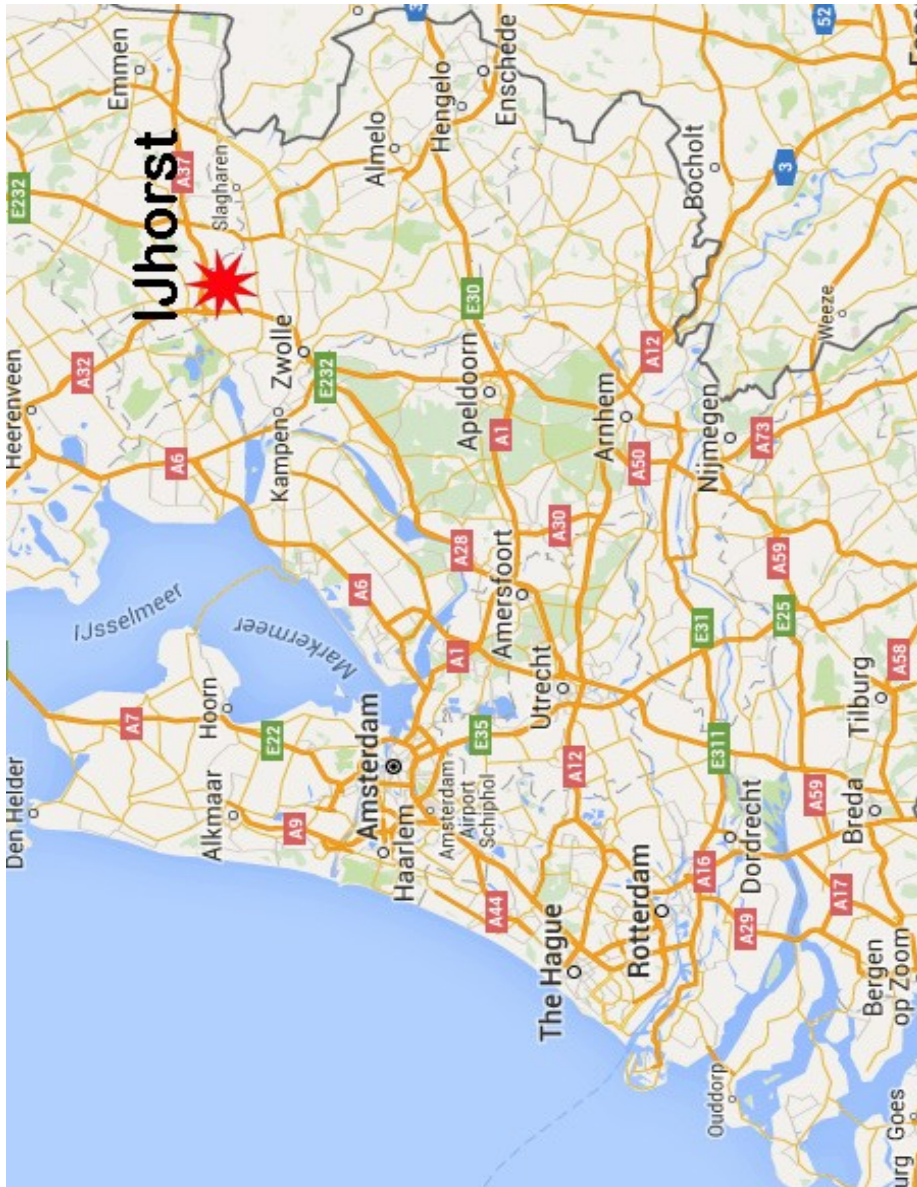 Den Helder
Heerenveen
E232
A32
Emmen
A7
IJsselmeer
IJhorst
A6
A37
Hoorn
Alkmaar
Slagharen
Markermeer
E22
A9
Kampen
Zwolle
E232
Amsterdam
A6
Almelo
Haarlem
3
Amsterdam
Airport
Schiphol
Hengelo
A1
A28
Apeldoorn
E30
E35
A44
A1
Amersfoort
Enschede
Utrecht
The Hague
A30
A12
Arnhem
Rotterdam
A50
A12
E31
Bocholt
A16
Nijmegen
Ouddorp
E311
A29
Dordrecht
A73
A59
E25
3
A59
Weeze
A17
52
Breda
Tilburg
Bergen
op Zoom
A58
Goes
urg